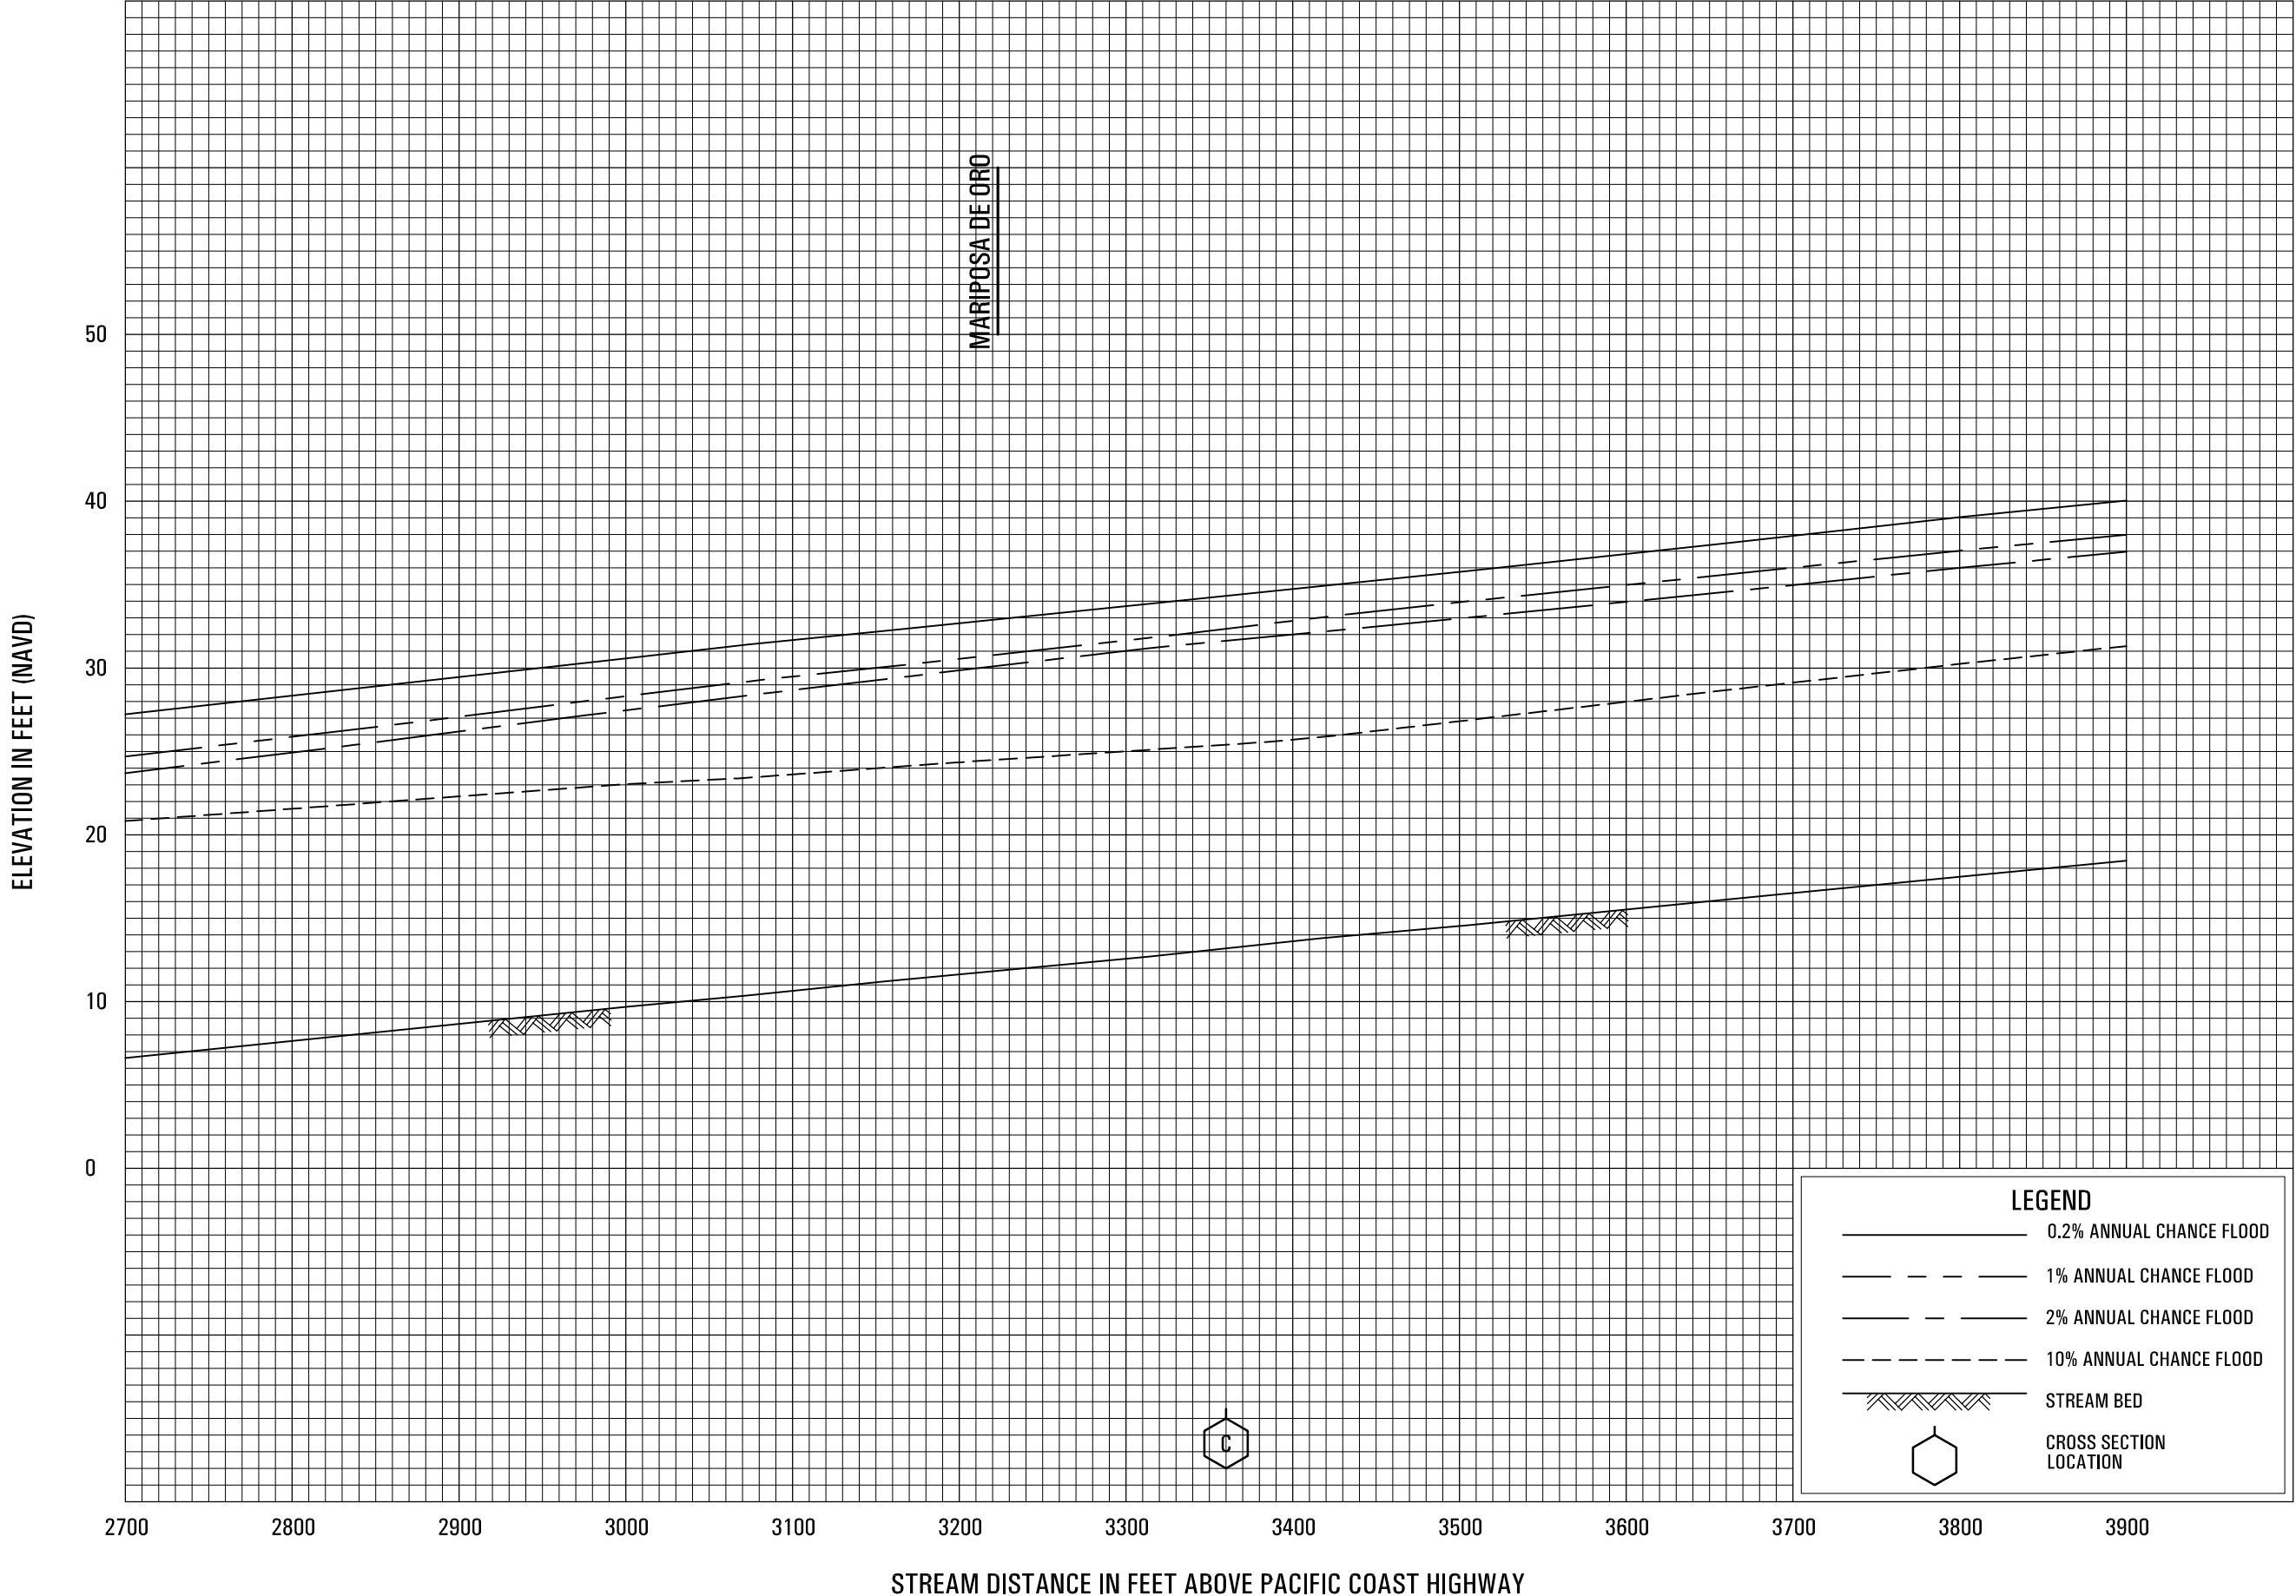 MARIPOSA DE ORO
ELEVATION IN FEET (NAVD)
50
40
30
20
10
0
C
LEGEND
0.2% ANNUAL CHANCE FLOOD
1% ANNUAL CHANCE FLOOD
2% ANNUAL CHANCE FLOOD
10% ANNUAL CHANCE FLOOD
STREAM BED
CROSS SECTION
LOCATION
2700 2800 2900 3000 3100 3200 3300 3400 3500 3600 3700 3800 3900
STREAM DISTANCE IN FEET ABOVE PACIFIC COAST HIGHWAY